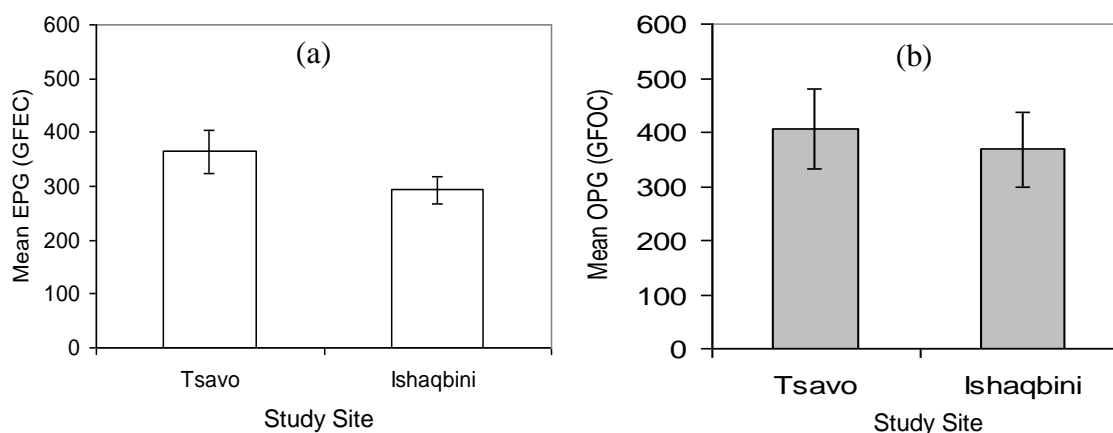 600
500
400
300
200
100
0
Mean EPG (GFEC)
(a)
Tsavo
Ishaqbini
Study Site
600
500
400
300
200
100
0
Mean OPG (GFOC)
(b)
Tsavo
Ishaqbini
Study Site